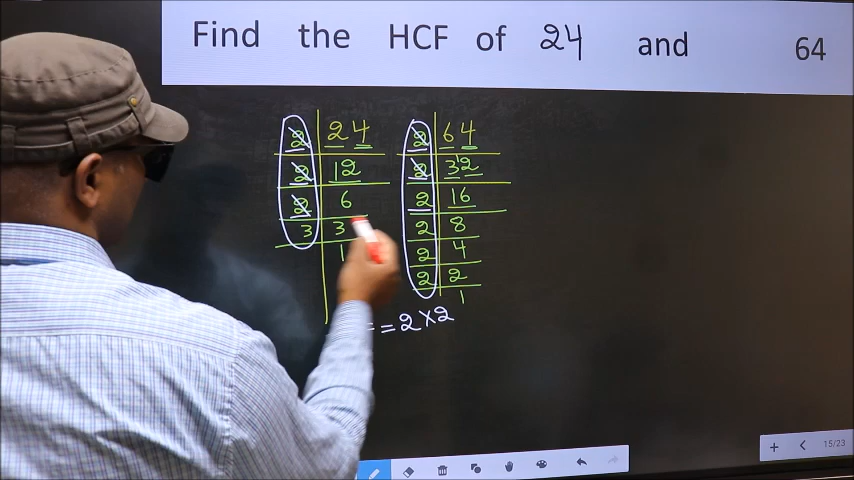 Find the HCF of 24 and 64
2 | 24 2 | 64
2 | 12 2 | 3¹2
2 | 6 2 | 16
3 | 3 2 | 8
1 2 | 4
2 | 2
1
= 2 × 2
15/23